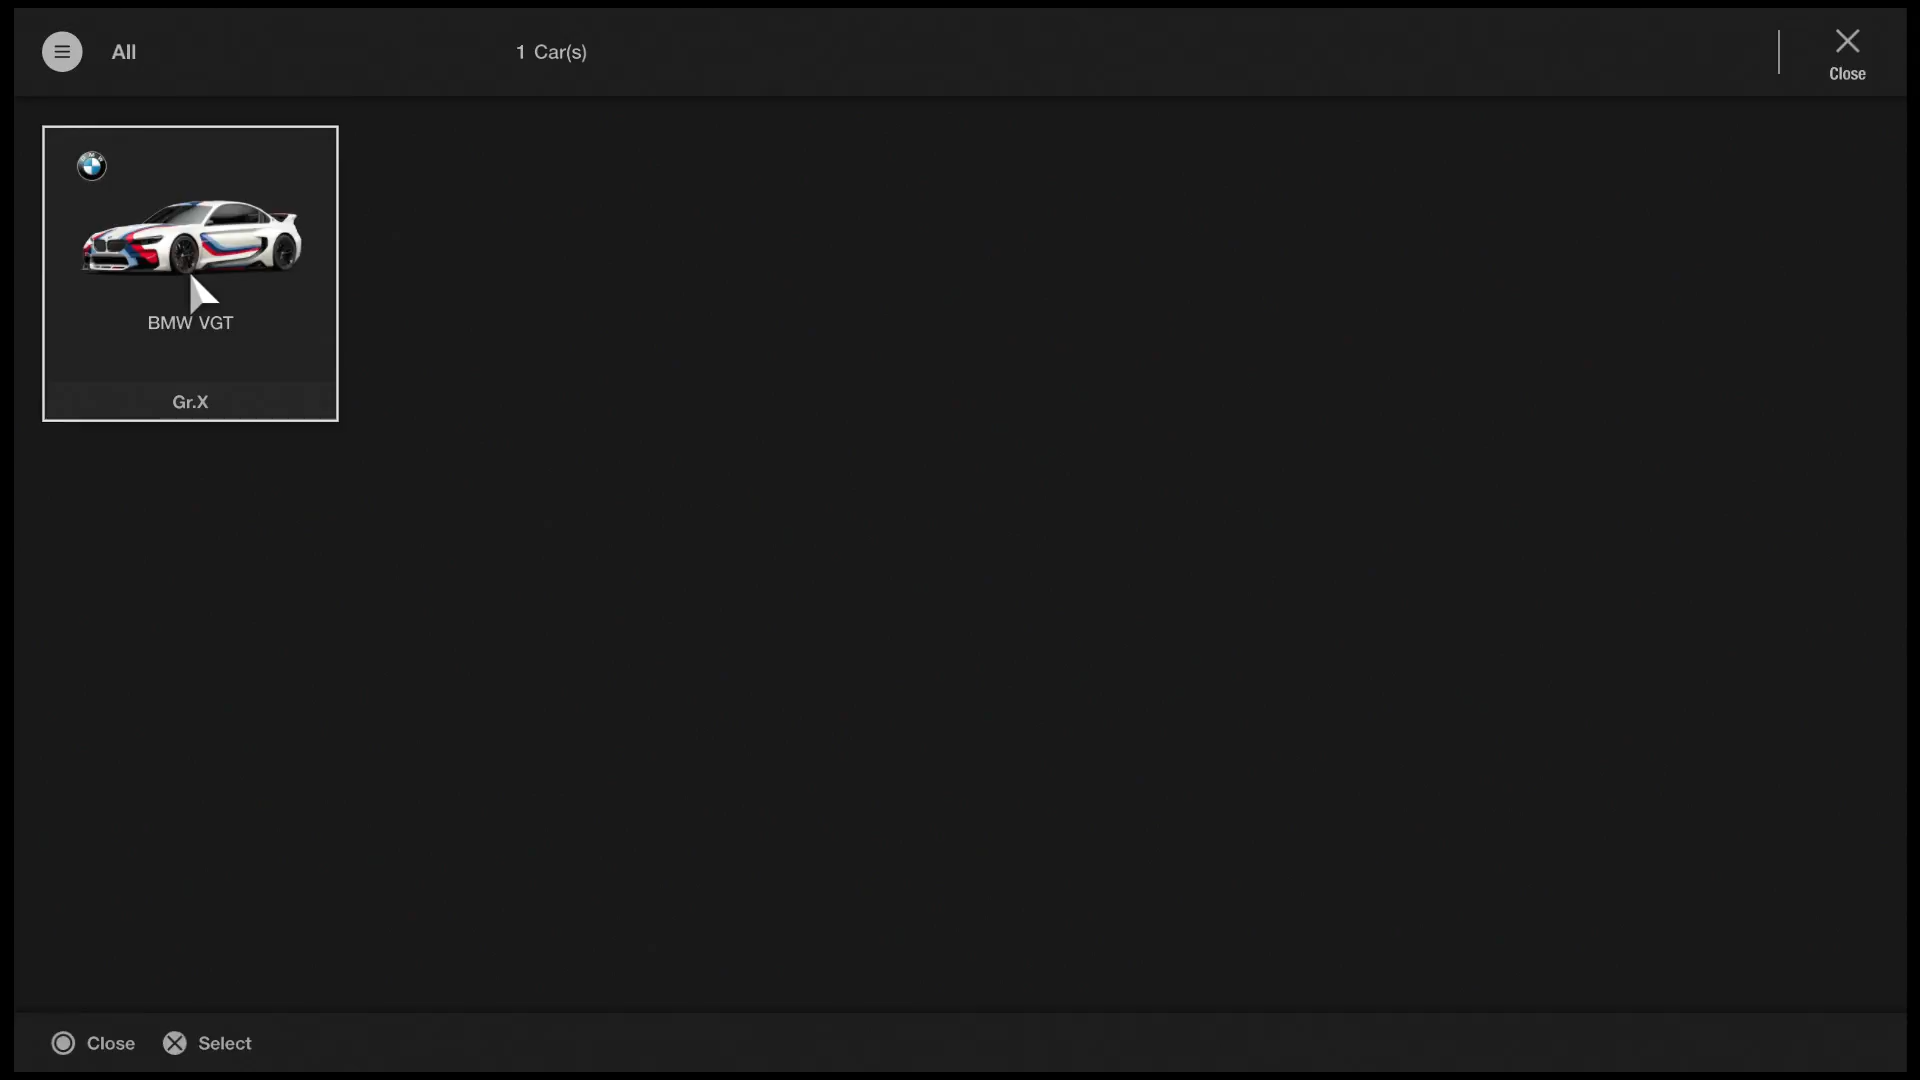 All
1 Car(s)
Close
BMW VGT
Gr.X
Close
Select